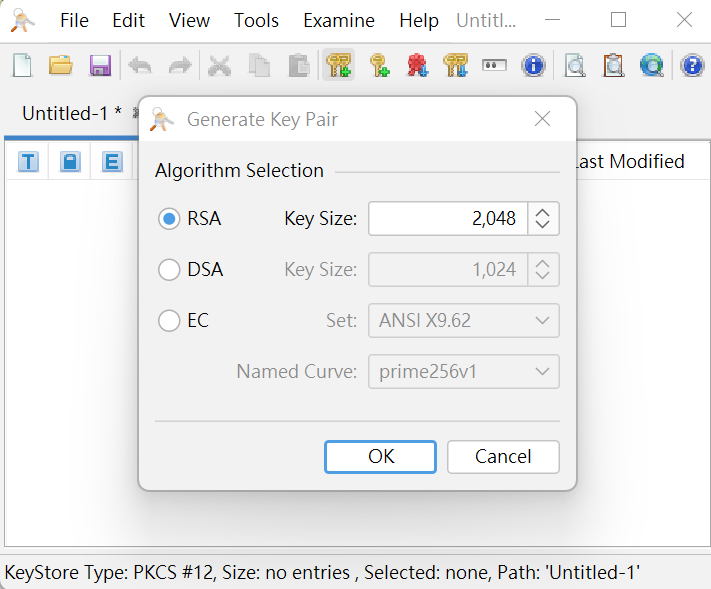 File Edit View Tools Examine Help Untitl...
Untitled-1 *
Generate Key Pair
T E Last Modified
Algorithm Selection
RSA Key Size: 2,048
DSA Key Size: 1,024
EC Set: ANSI X9.62
Named Curve: prime256v1
OK Cancel
KeyStore Type: PKCS #12, Size: no entries , Selected: none, Path: 'Untitled-1'